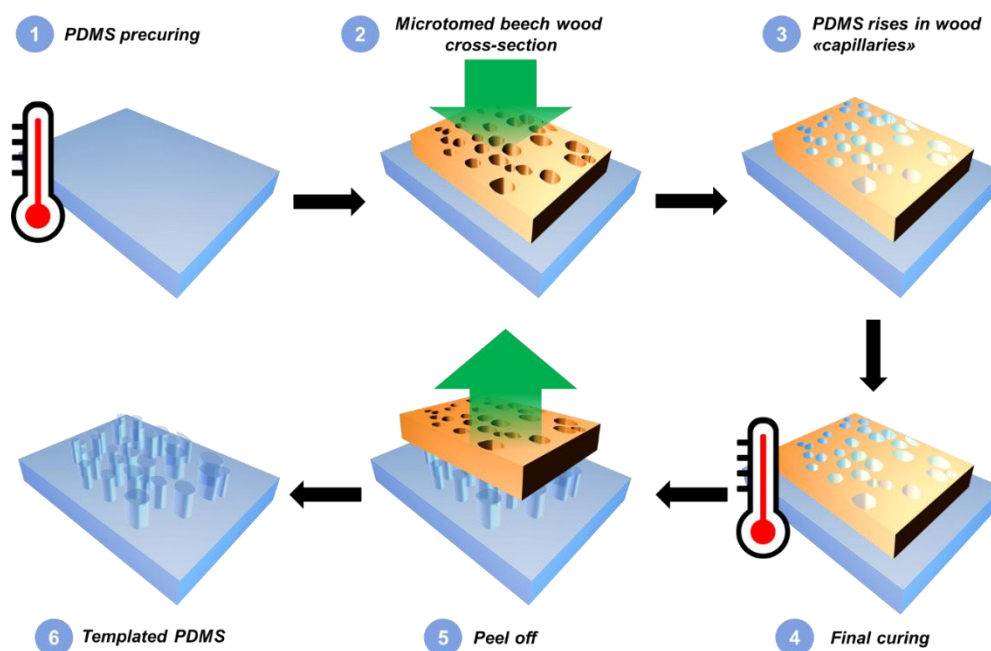 1 PDMS precuring
2 Microtomed beech wood
cross-section
3 PDMS rises in wood
«capillaries»
6 Templated PDMS
5 Peel off
4 Final curing